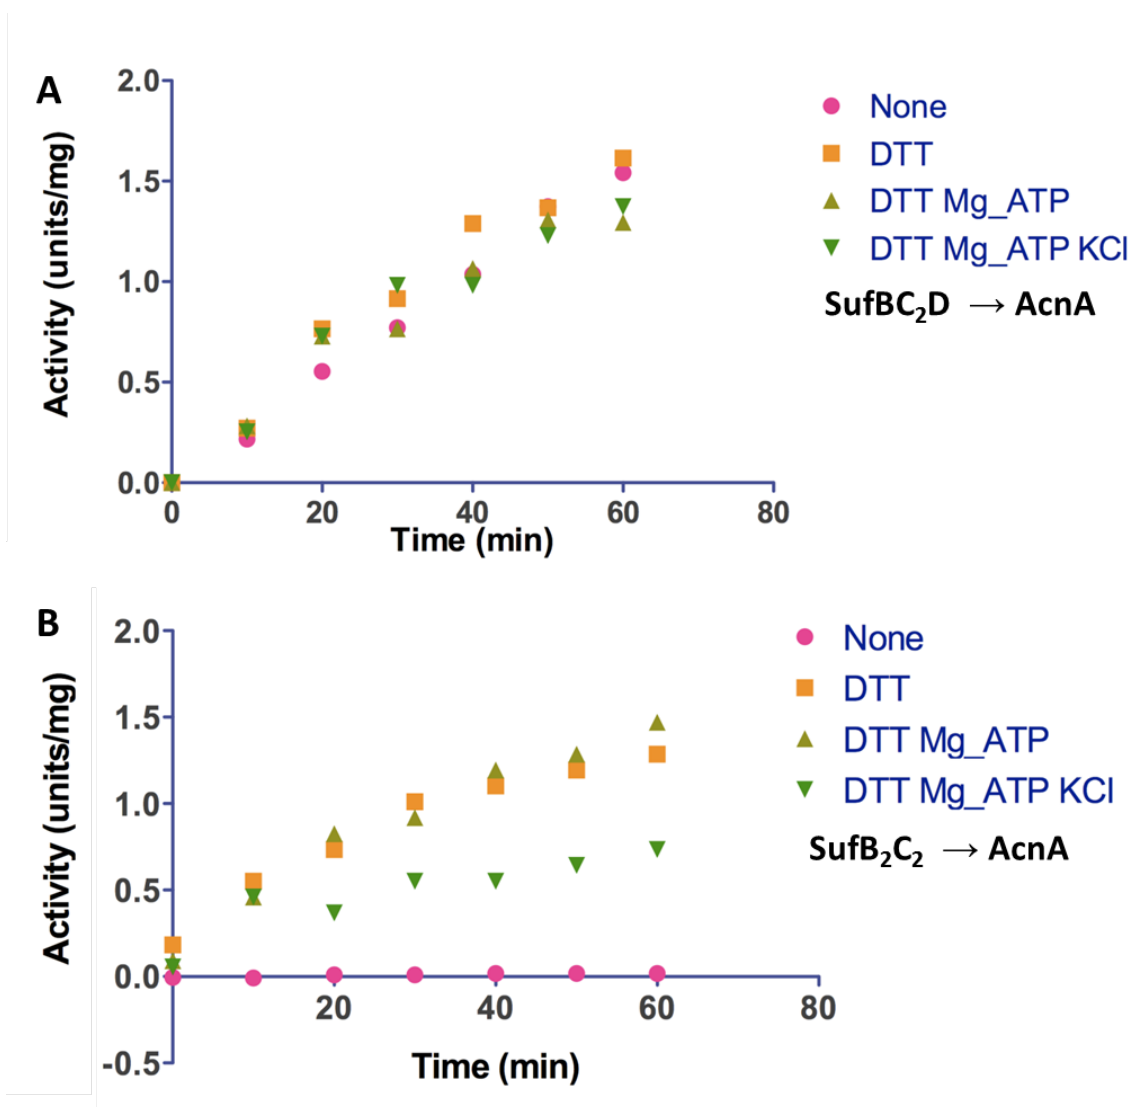 A
2.0
1.5
1.0
0.5
0.0
0 20 40 60 80
Activity (units/mg)
Time (min)
None
DTT
DTT Mg_ATP
DTT Mg_ATP KCl
SufBC₂D → AcnA
B
2.0
1.5
1.0
0.5
0.0
-0.5
20 40 60 80
Activity (units/mg)
Time (min)
None
DTT
DTT Mg_ATP
DTT Mg_ATP KCl
SufB₂C₂ → AcnA